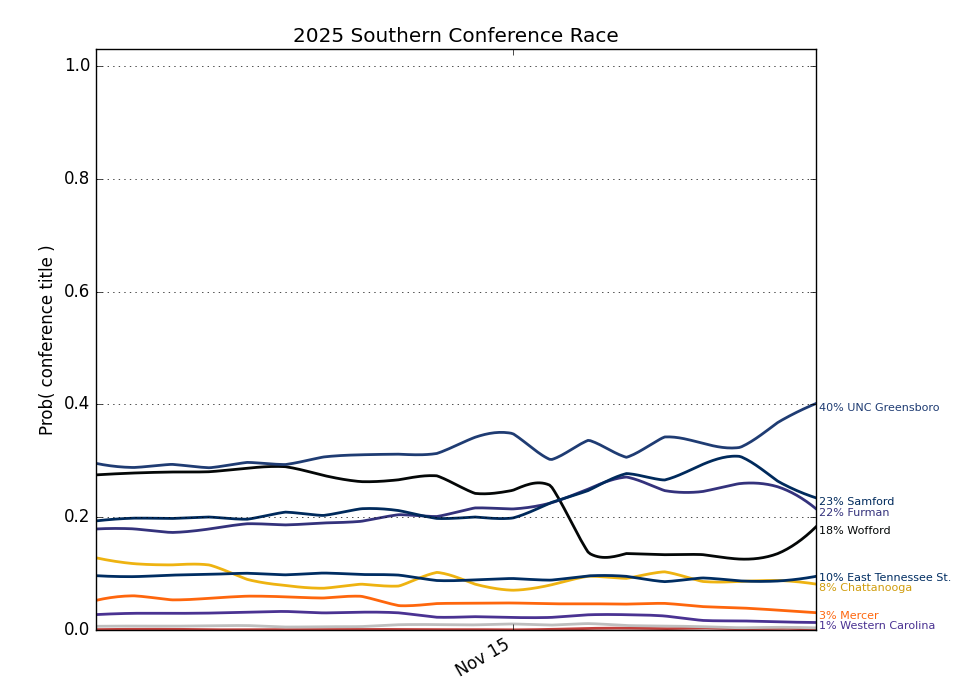 2025 Southern Conference Race
Prob( conference title )
1.0
0.8
0.6
0.4
0.2
0.0
Nov 15
40% UNC Greensboro
23% Samford
22% Furman
18% Wofford
10% East Tennessee St.
8% Chattanooga
3% Mercer
1% Western Carolina